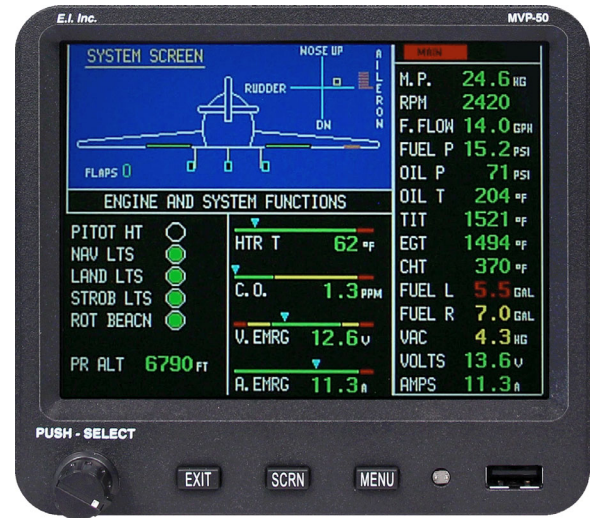 E.I. Inc.
MVP-50
SYSTEM SCREEN
NOSE UP
AILERON
RUDDER
DN
FLAPS 0
ENGINE AND SYSTEM FUNCTIONS
PITOT HT
NAV LTS
LAND LTS
STROB LTS
ROT BEACN
PR ALT 6790 FT
HTR T 62 °F
C.O. 1.3 PPM
V.EMRG 12.6 V
A.EMRG 11.3 A
MAIN
M.P. 24.6 HG
RPM 2420
F.FLOW 14.0 GPH
FUEL P 15.2 PSI
OIL P 71 PSI
OIL T 204 °F
TIT 1521 °F
EGT 1494 °F
CHT 370 °F
FUEL L 5.5 GAL
FUEL R 7.0 GAL
VAC 4.3 HG
VOLTS 13.6 V
AMPS 11.3 A
PUSH - SELECT
EXIT
SCRN
MENU